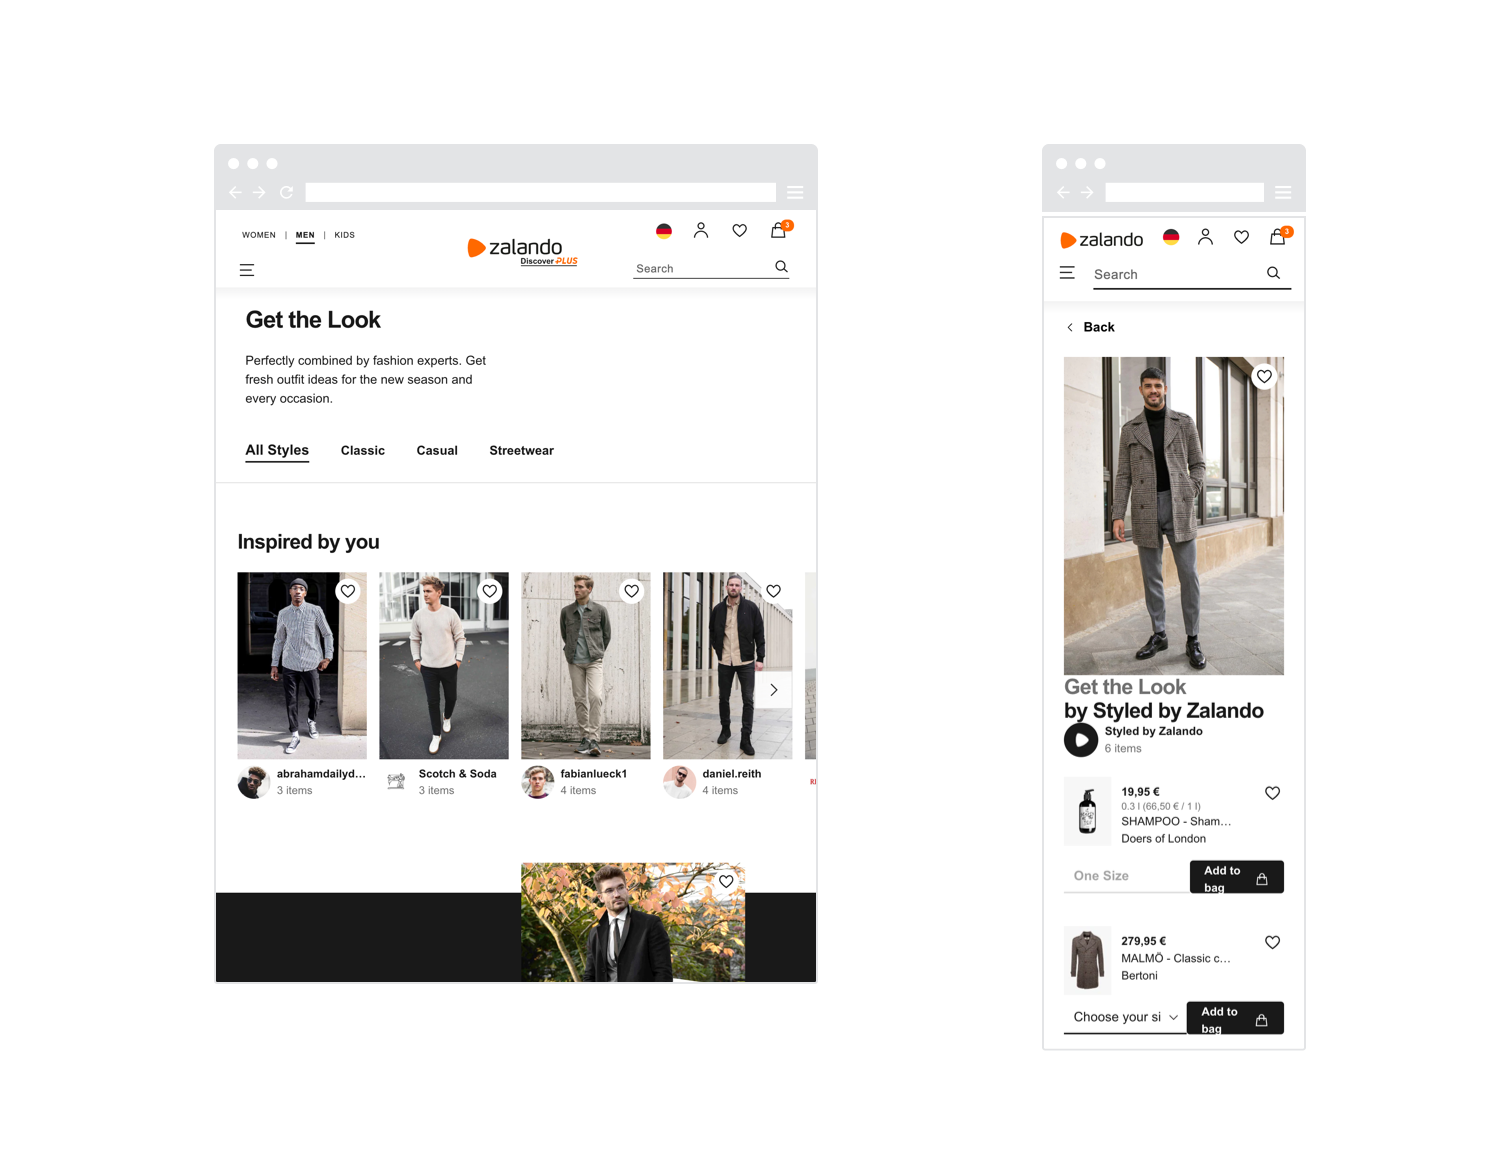 WOMEN | MEN | KIDS
zalando
Discover PLUS
3
Search
Get the Look
Perfectly combined by fashion experts. Get
fresh outfit ideas for the new season and
every occasion.
All Styles
Classic
Casual
Streetwear
Inspired by you
abrahamdailyd...
3 items
Scotch & Soda
3 items
fabianlueck1
4 items
daniel.reith
4 items
zalando
3
Search
Back
Get the Look
by Styled by Zalando
Styled by Zalando
6 items
19,95 €
0.3 l (66,50 € / 1 l)
SHAMPOO - Sham...
Doers of London
One Size
Add to
bag
279,95 €
MALMÖ - Classic c...
Bertoni
Choose your si
Add to
bag